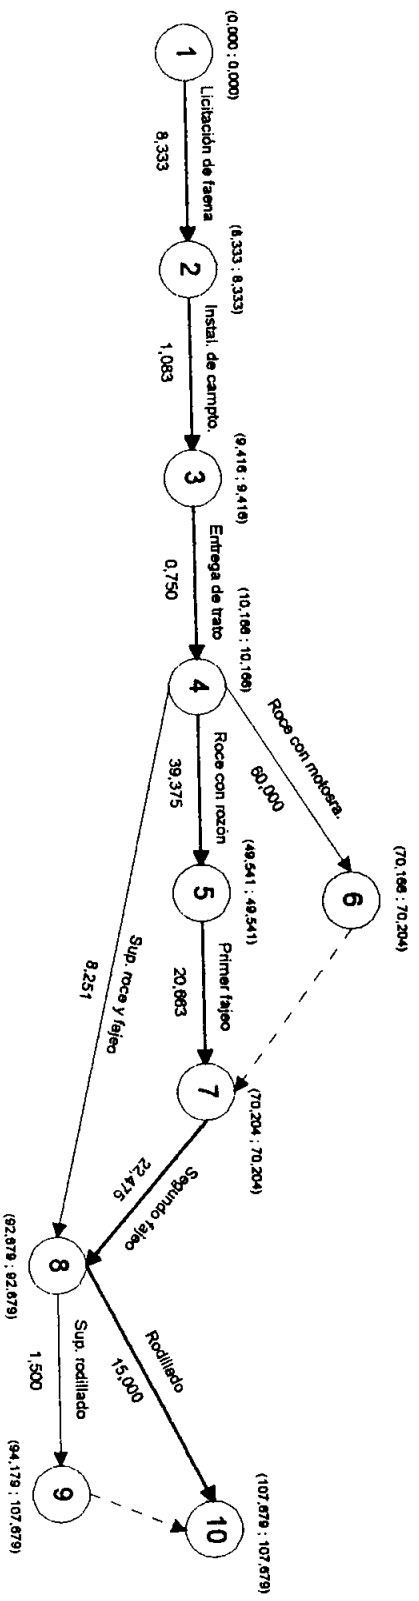 (0,000 ; 0,000)
1
Licitación de faena
8,333
(8,333 ; 8,333)
2
Instal. de campto.
1,083
(9,416 ; 9,416)
3
Entrega de trato
0,750
(10,166 ; 10,166)
4
Roce con motosra.
60,000
(70,166 ; 70,204)
6
Roce con rozón
39,375
(49,541 ; 49,541)
5
Primer fajeo
20,663
(70,204 ; 70,204)
7
Sup. roce y fajeo
8,251
Segundo fajeo
22,475
8
(92,679 ; 92,679)
Rodillado
15,000
(107,679 ; 107,679)
10
Sup. rodillado
1,500
9
(94,179 ; 107,679)